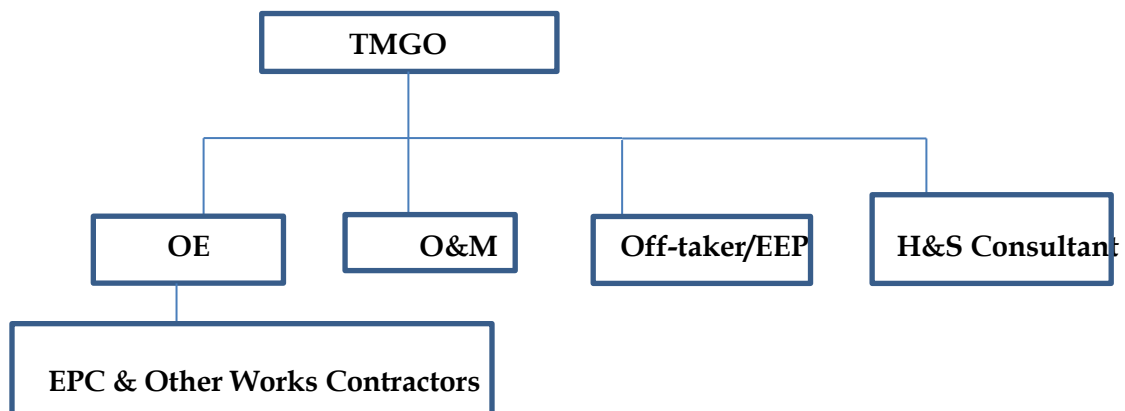 TMGO
OE
O&M
Off-taker/EEP
H&S Consultant
EPC & Other Works Contractors